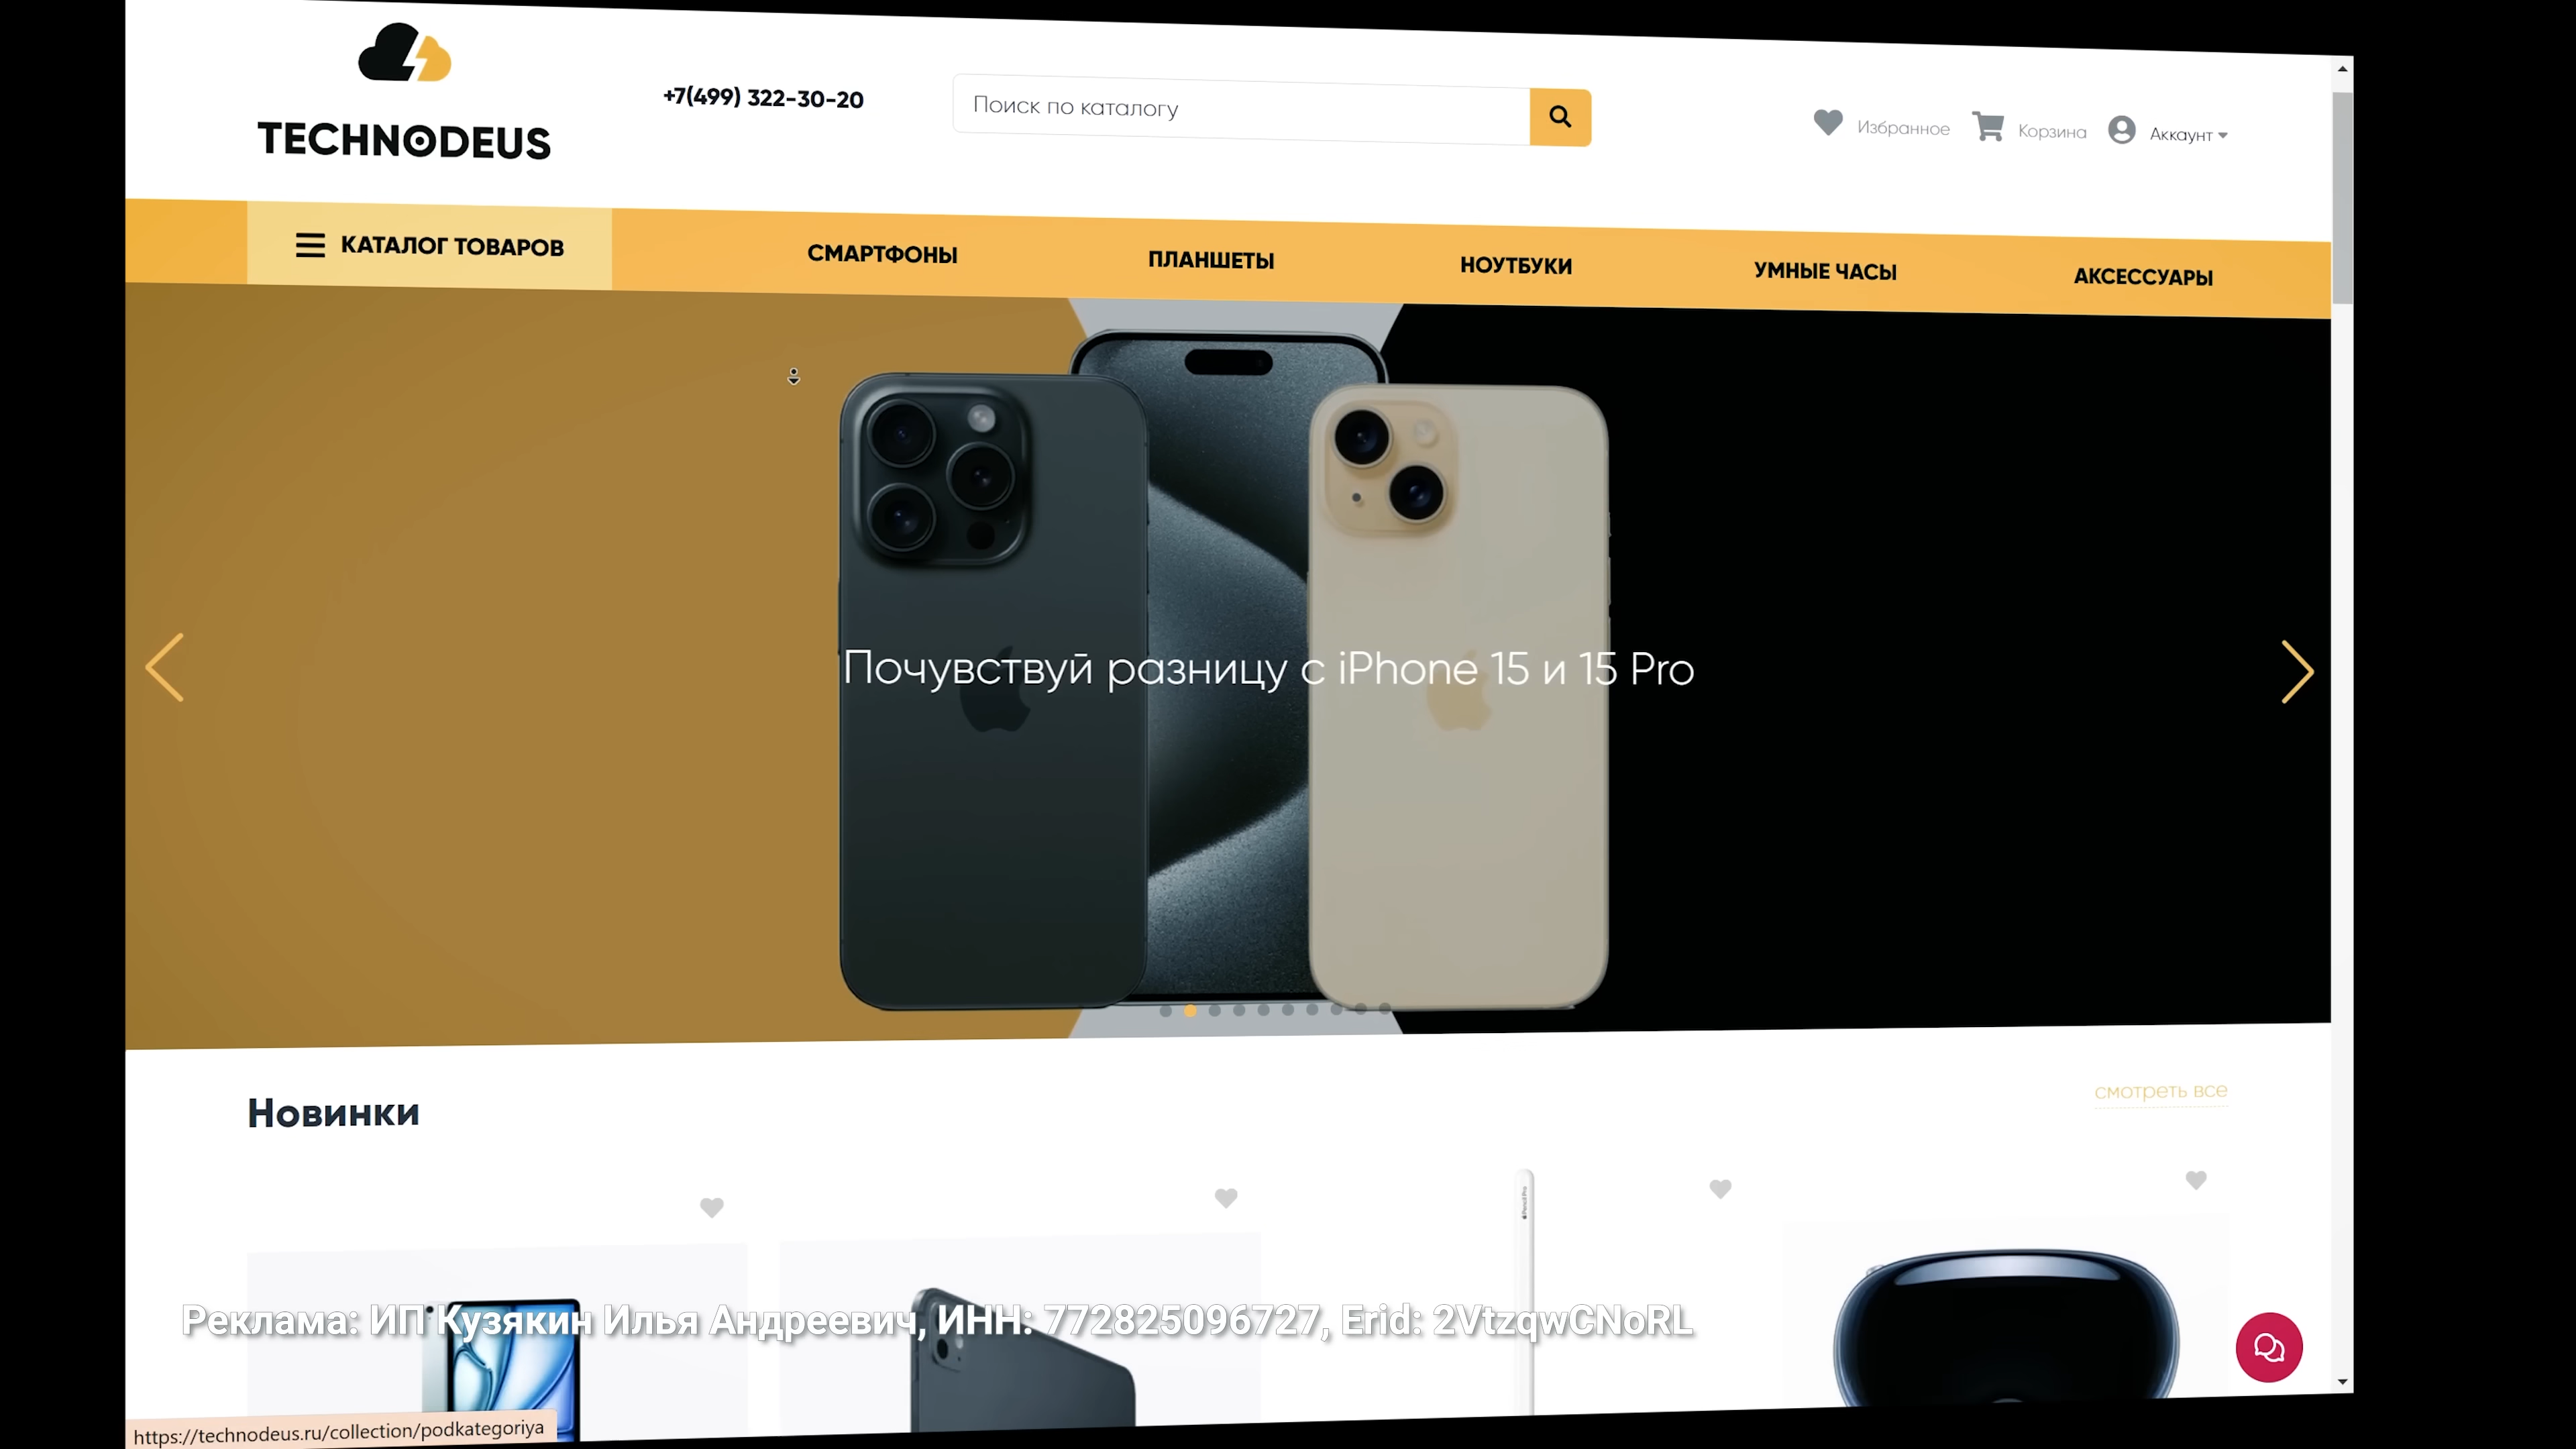 TECHNODEUS
+7(499) 322-30-20
Поиск по каталогу
Избранное
Корзина
Аккаунт
КАТАЛОГ ТОВАРОВ
СМАРТФОНЫ
ПЛАНШЕТЫ
НОУТБУКИ
УМНЫЕ ЧАСЫ
АКСЕССУАРЫ
Почувствуй разницу с iPhone 15 и 15 Pro
Новинки
смотреть все
Pencil Pro
Реклама: ИП Кузякин Илья Андреевич, ИНН: 772825096727, Erid: 2VtzqwCNoRL
https://technodeus.ru/collection/podkategoriya